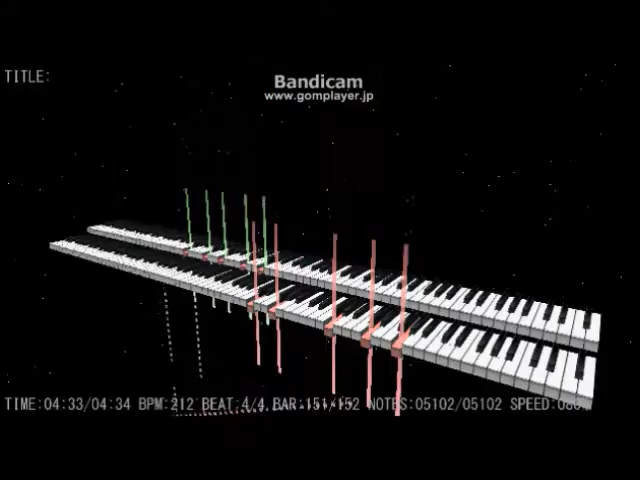 Bandicam
TITLE:
www.gomplayer.jp
TIME:04:33/04:34 BPM:212 BEAT:4/4 BAR:151/152 NOTES:05102/05102